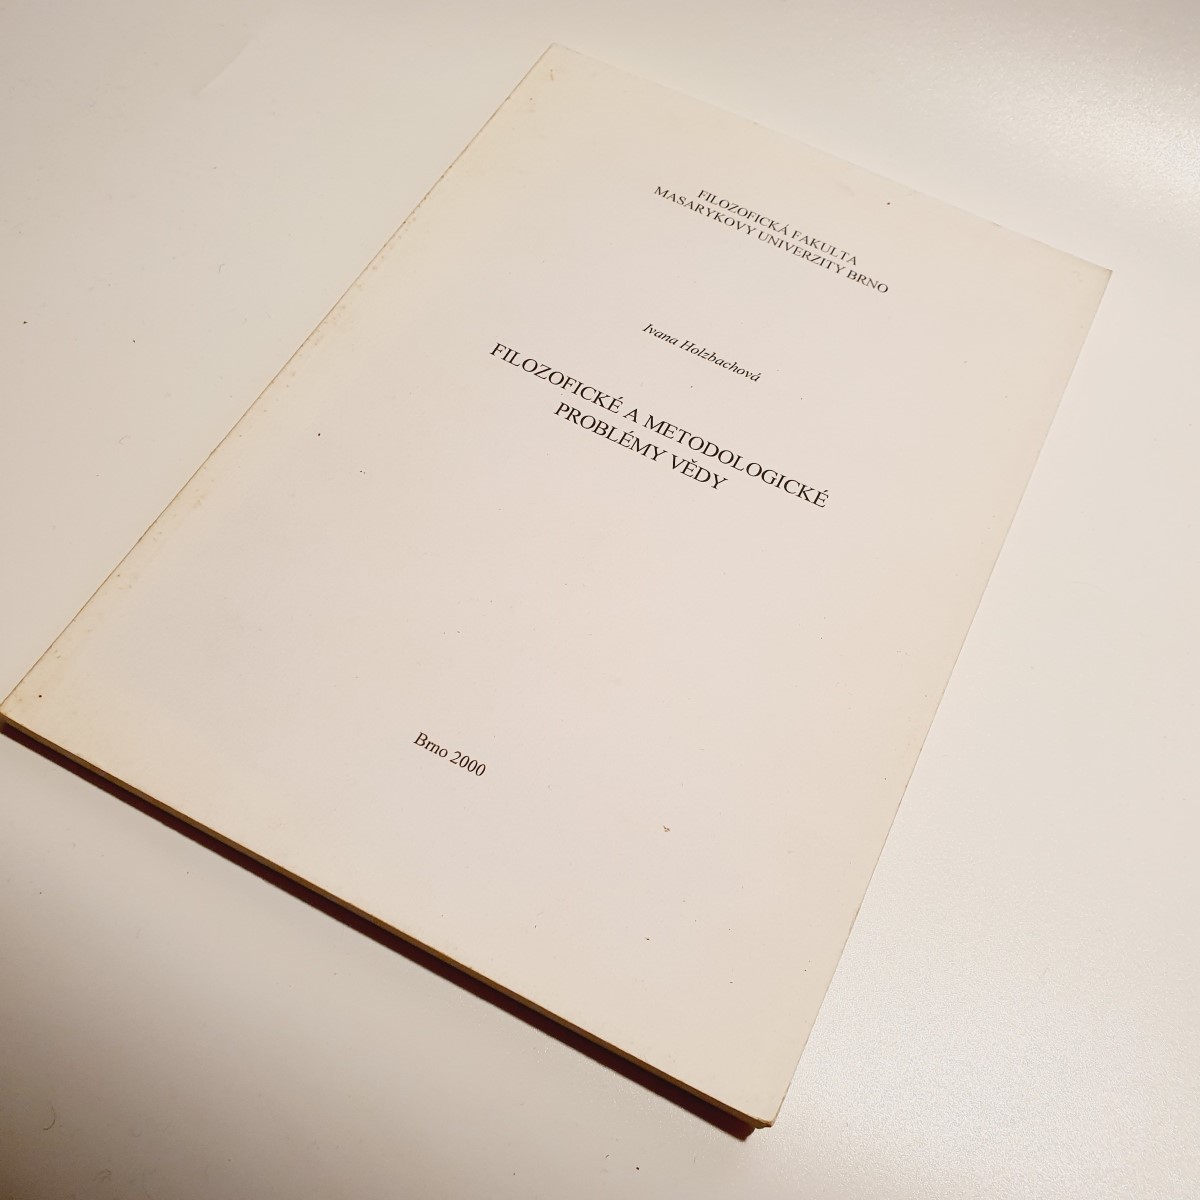 FILOZOFICKÁ FAKULTA
MASARYKOVY UNIVERZITY BRNO
Ivana Holzbachová
FILOZOFICKÉ A METODOLOGICKÉ
PROBLÉMY VĚDY
Brno 2000